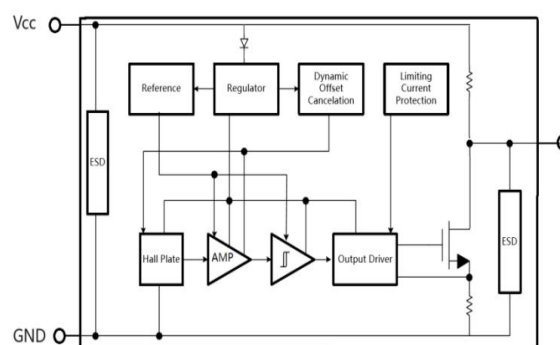 Vcc
Reference
Regulator
Dynamic
Offset
Cancelation
Limiting
Current
Protection
ESD
Hall Plate
AMP
Output Driver
ESD
GND